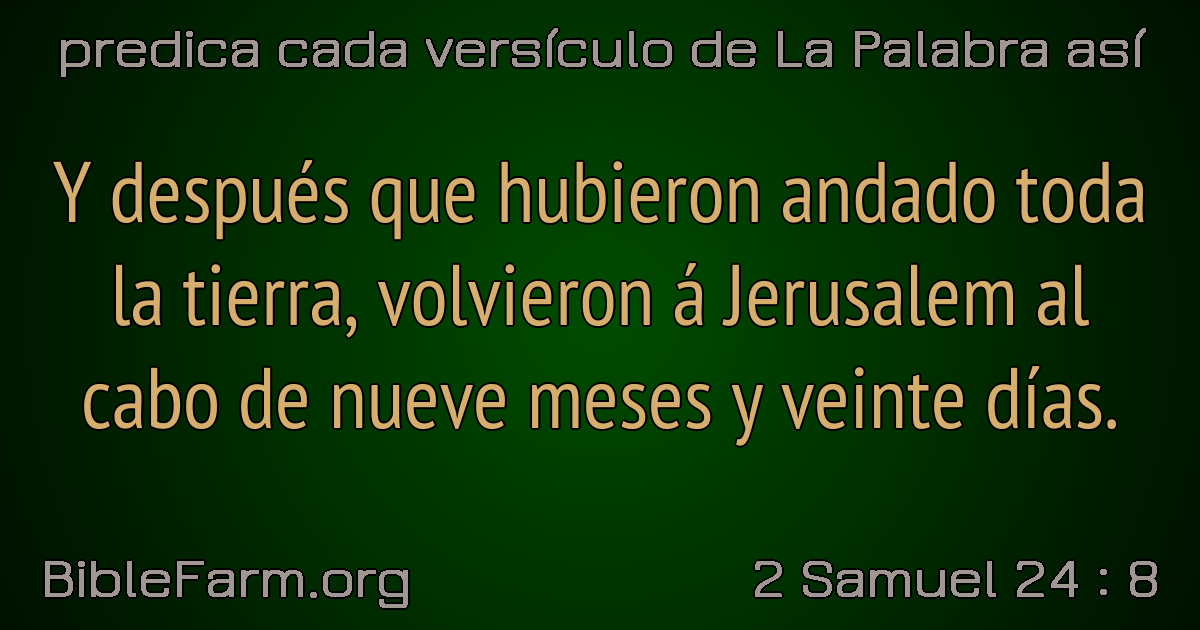 predica cada versículo de La Palabra así
Y después que hubieron andado toda
la tierra, volvieron á Jerusalem al
cabo de nueve meses y veinte días.
BibleFarm.org
2 Samuel 24 : 8